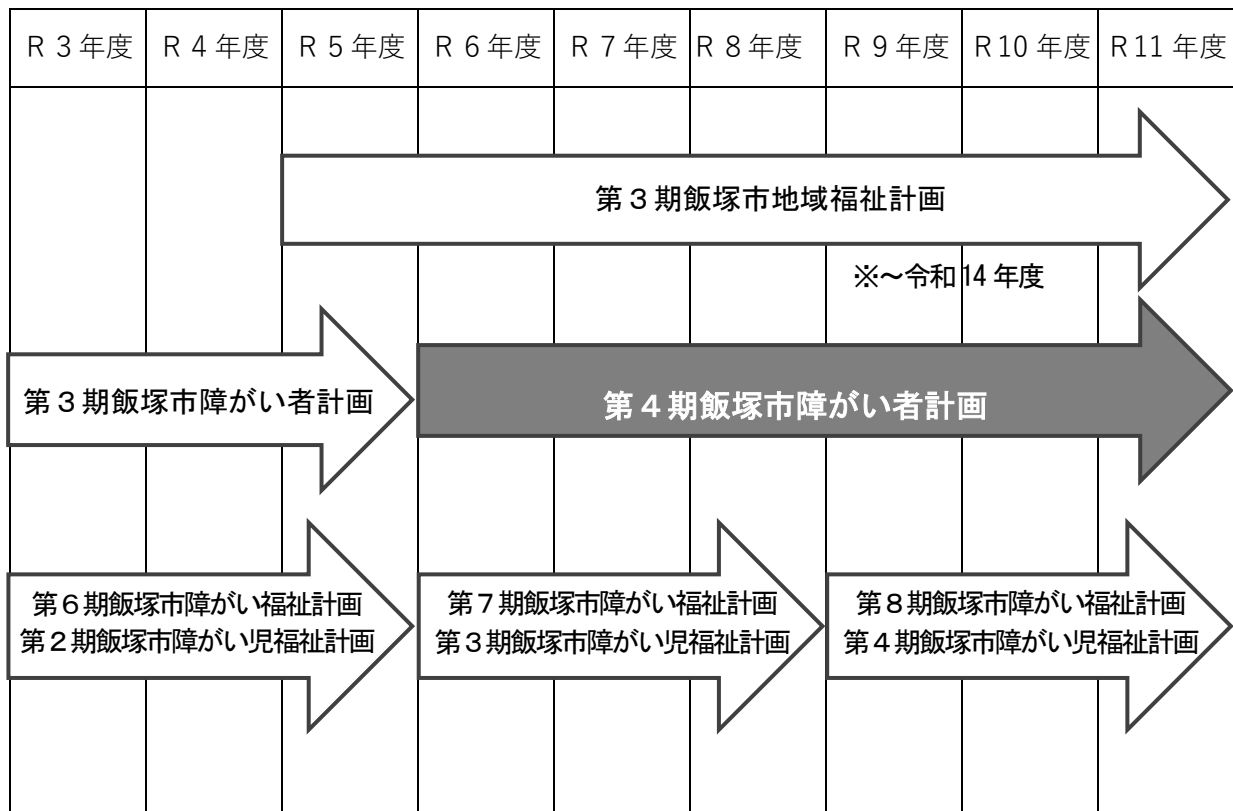 R３年度 R４年度 R５年度 R６年度 R７年度 R８年度 R９年度 R10年度 R11年度
第３期飯塚市地域福祉計画
※～令和14年度
第３期飯塚市障がい者計画
第４期飯塚市障がい者計画
第６期飯塚市障がい福祉計画
第２期飯塚市障がい児福祉計画
第７期飯塚市障がい福祉計画
第３期飯塚市障がい児福祉計画
第８期飯塚市障がい福祉計画
第４期飯塚市障がい児福祉計画